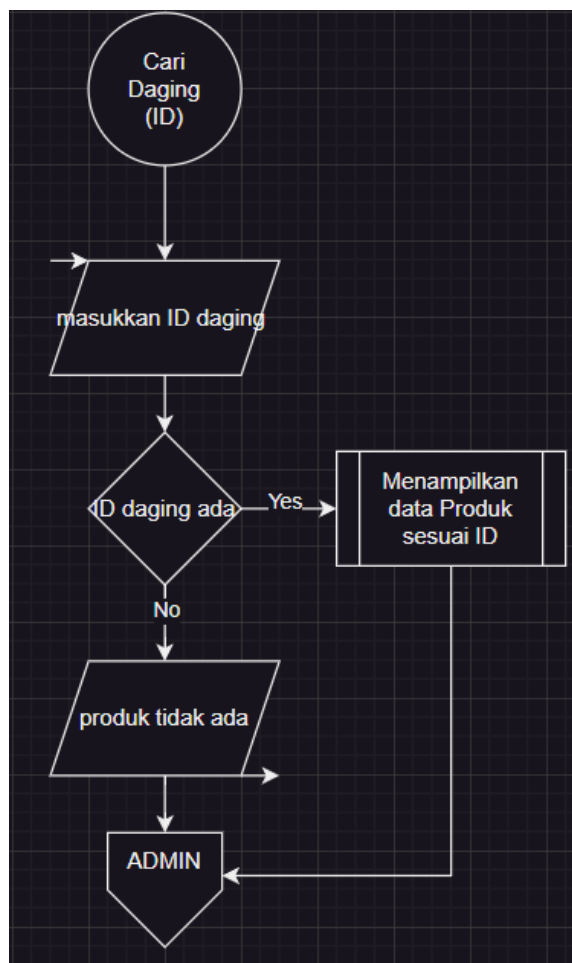 Cari
Daging
(ID)
masukkan ID daging
ID daging ada
Yes
Menampilkan
data Produk
sesuai ID
No
produk tidak ada
ADMIN